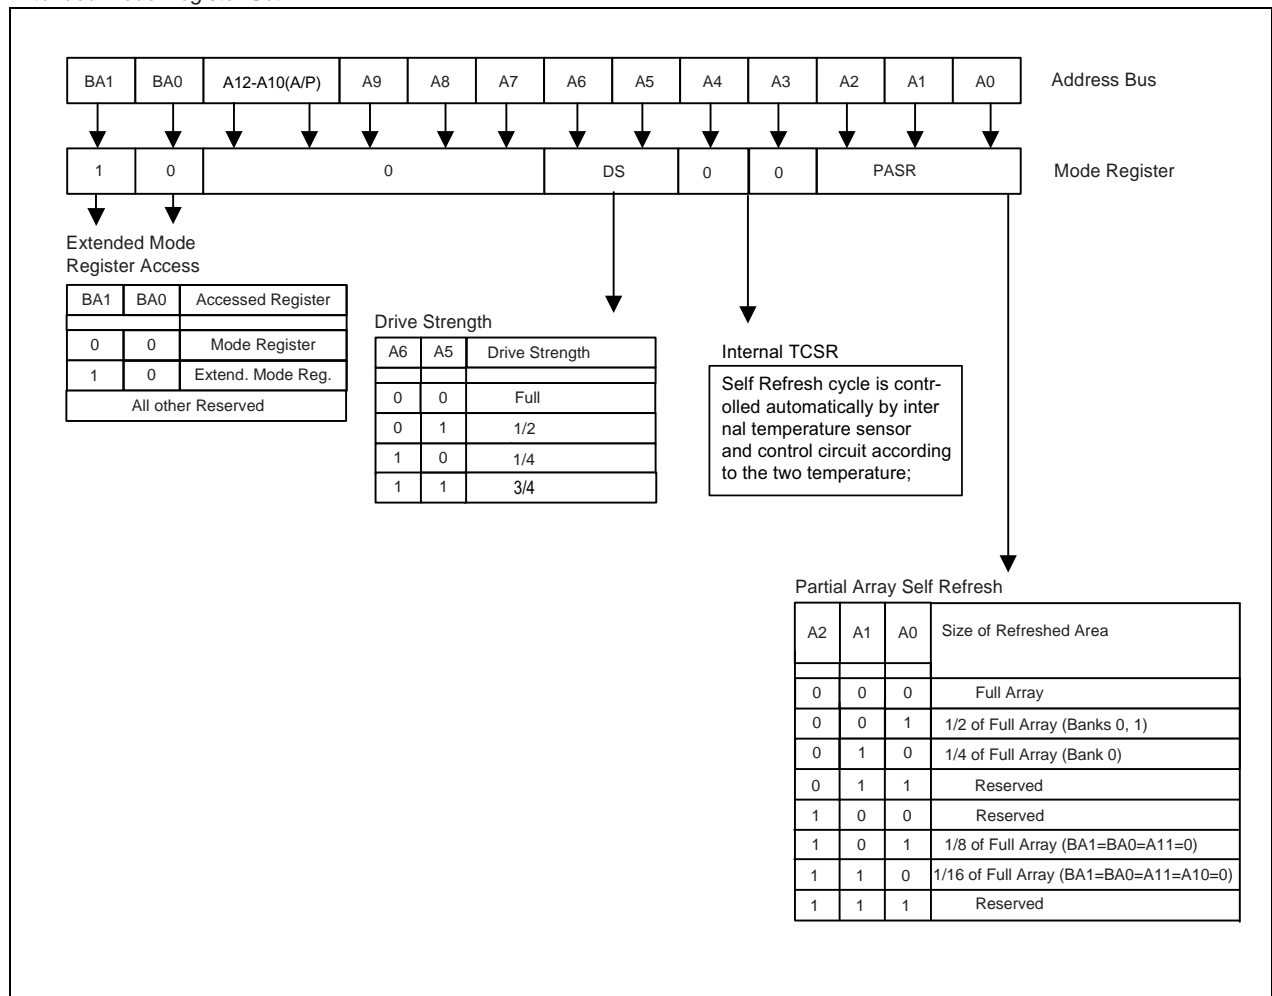 BA1 BA0 A12-A10(A/P) A9 A8 A7 A6 A5 A4 A3 A2 A1 A0 Address Bus
1 0 0 DS 0 0 PASR Mode Register
Extended Mode
Register Access
BA1 BA0 Accessed Register
0 0 Mode Register
1 0 Extend. Mode Reg.
All other Reserved
Drive Strength
A6 A5 Drive Strength
0 0 Full
0 1 1/2
1 0 1/4
1 1 3/4
Internal TCSR
Self Refresh cycle is contr-
olled automatically by inter
nal temperature sensor
and control circuit according
to the two temperature;
Partial Array Self Refresh
A2 A1 A0 Size of Refreshed Area
0 0 0 Full Array
0 0 1 1/2 of Full Array (Banks 0, 1)
0 1 0 1/4 of Full Array (Bank 0)
0 1 1 Reserved
1 0 0 Reserved
1 0 1 1/8 of Full Array (BA1=BA0=A11=0)
1 1 0 1/16 of Full Array (BA1=BA0=A11=A10=0)
1 1 1 Reserved